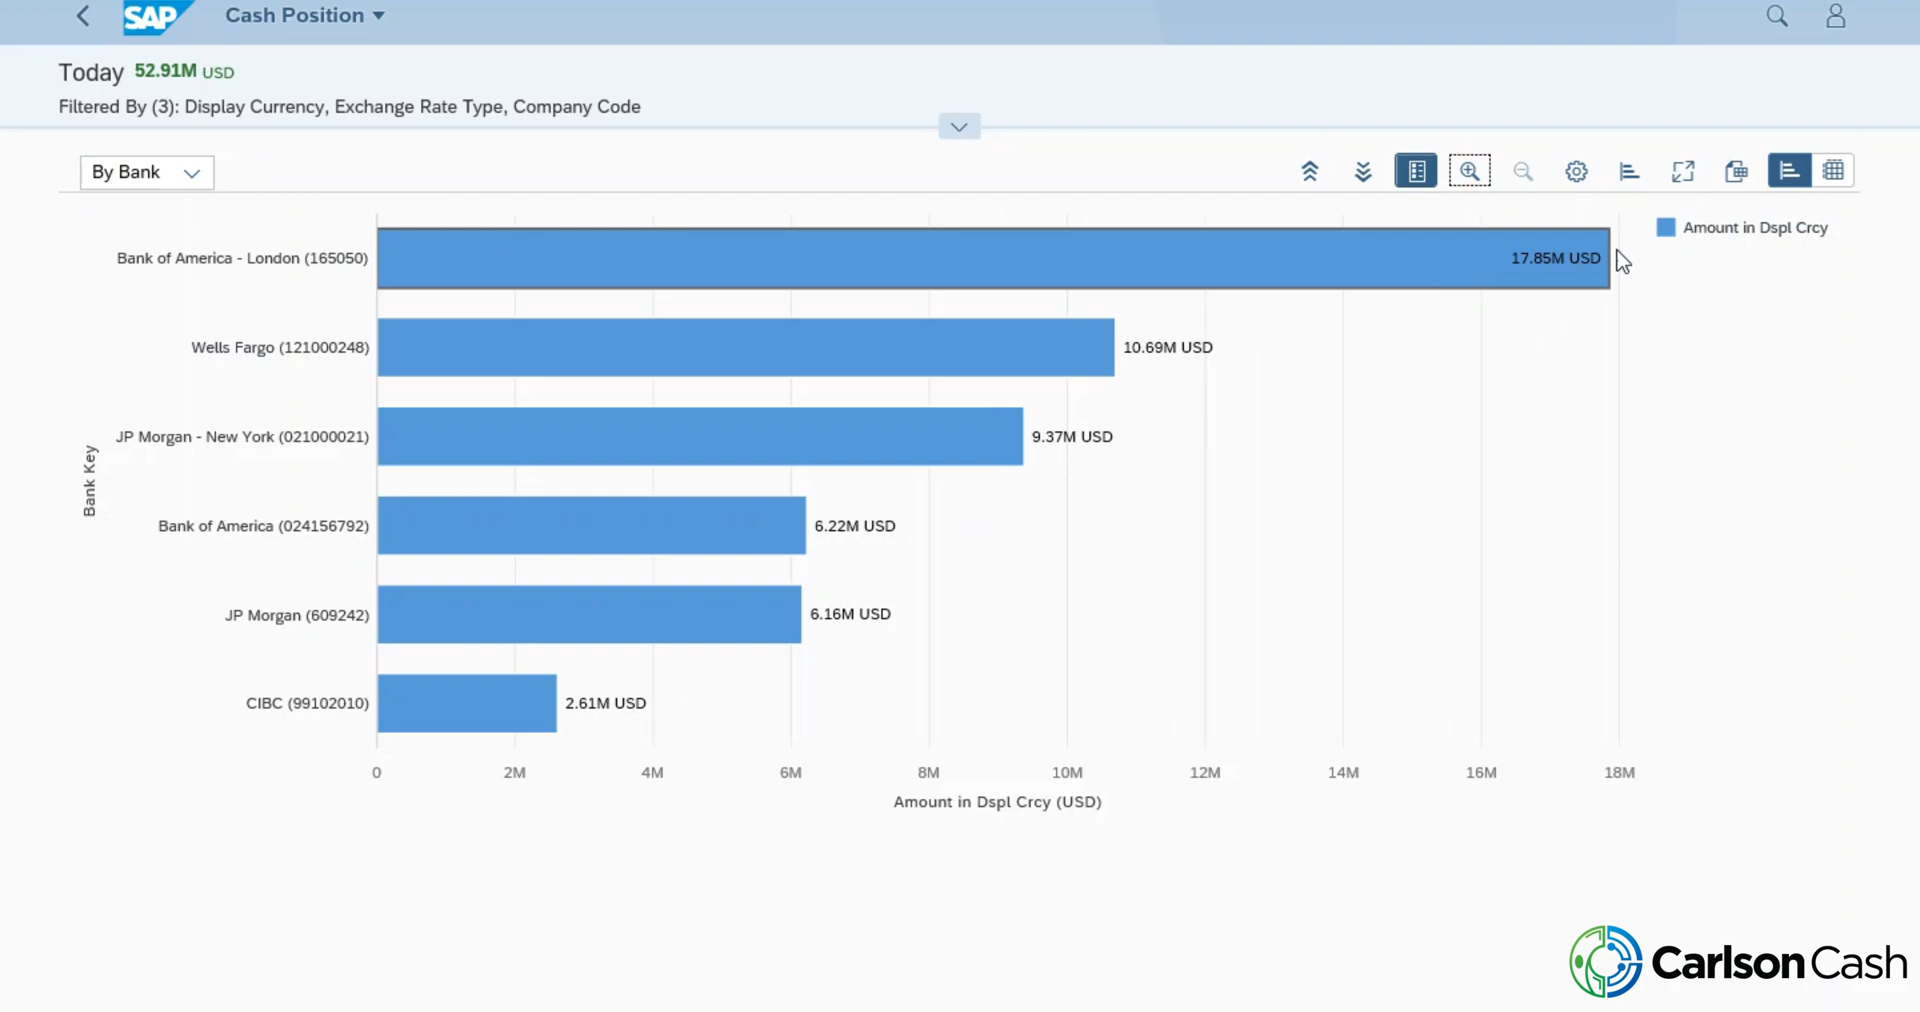 SAP Cash Position
Today 52.91M USD
Filtered By (3): Display Currency, Exchange Rate Type, Company Code
By Bank
Amount in Dspl Crcy
Bank of America - London (165050) 17.85M USD
Wells Fargo (121000248) 10.69M USD
JP Morgan - New York (021000021) 9.37M USD
Bank Key
Bank of America (024156792) 6.22M USD
JP Morgan (609242) 6.16M USD
CIBC (99102010) 2.61M USD
0 2M 4M 6M 8M 10M 12M 14M 16M 18M
Amount in Dspl Crcy (USD)
Carlson Cash